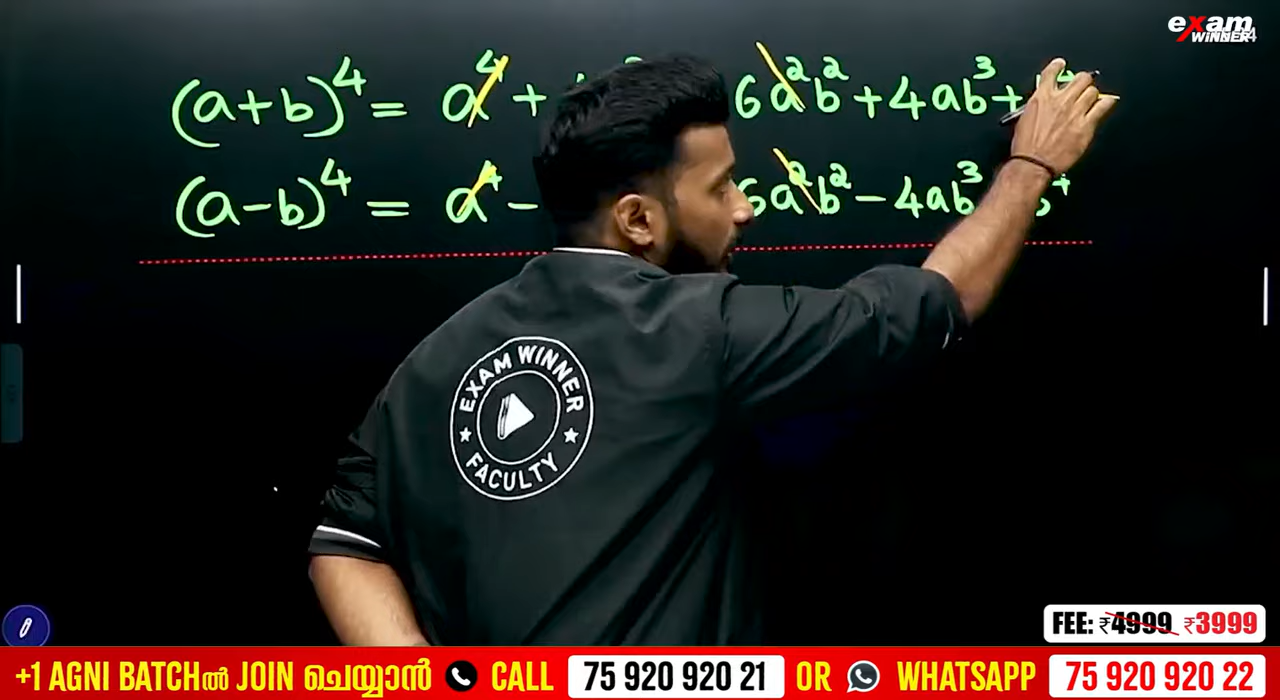 exam
WINNER
(a+b)⁴ = a⁴ + 6a²b² + 4ab³ +
(a-b)⁴ = a⁴ - 6a²b² - 4ab³
EXAM WINNER
FACULTY
FEE: ₹4999 ₹3999
+1 AGNI BATCHൽ JOIN ചെയ്യാൻ CALL 75 920 920 21 OR WHATSAPP 75 920 920 22